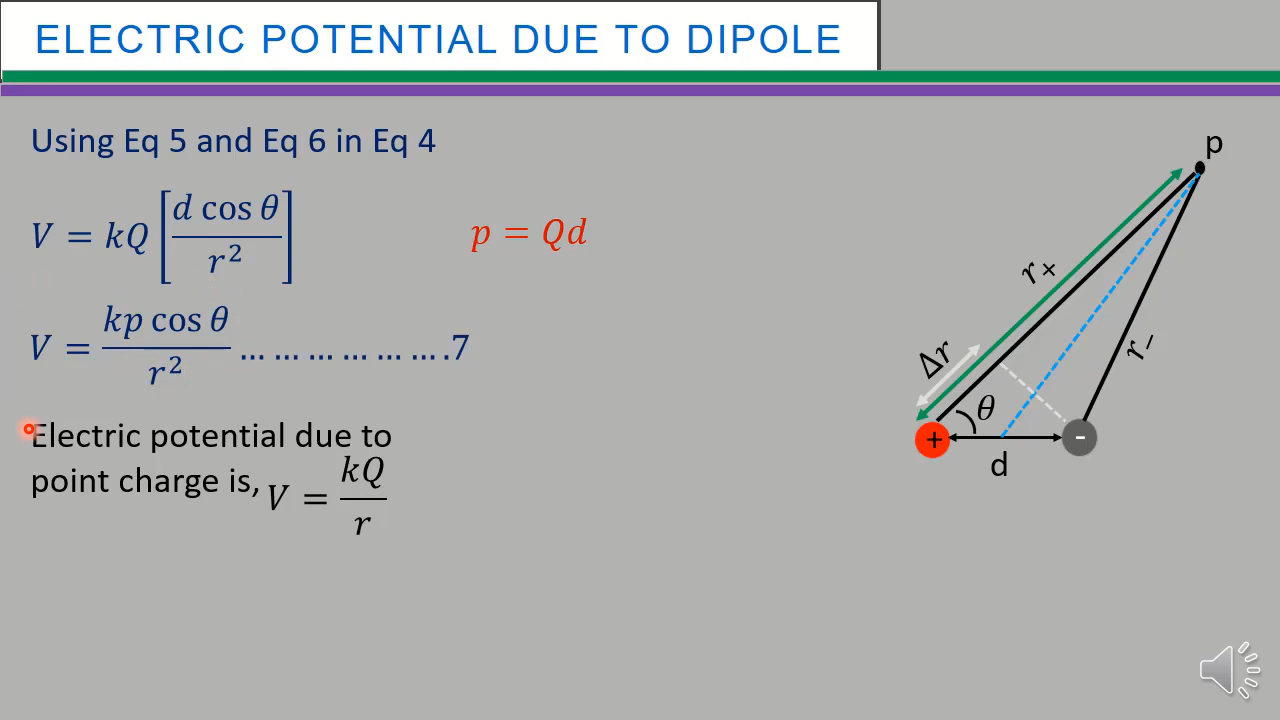 ELECTRIC POTENTIAL DUE TO DIPOLE
Using Eq 5 and Eq 6 in Eq 4
V = kQ [d cos θ / r²]
p = Qd
V = kp cos θ / r² … … … … … ….7
Electric potential due to
point charge is, V = kQ / r
p
r+
Δr
r−
θ
+
-
d